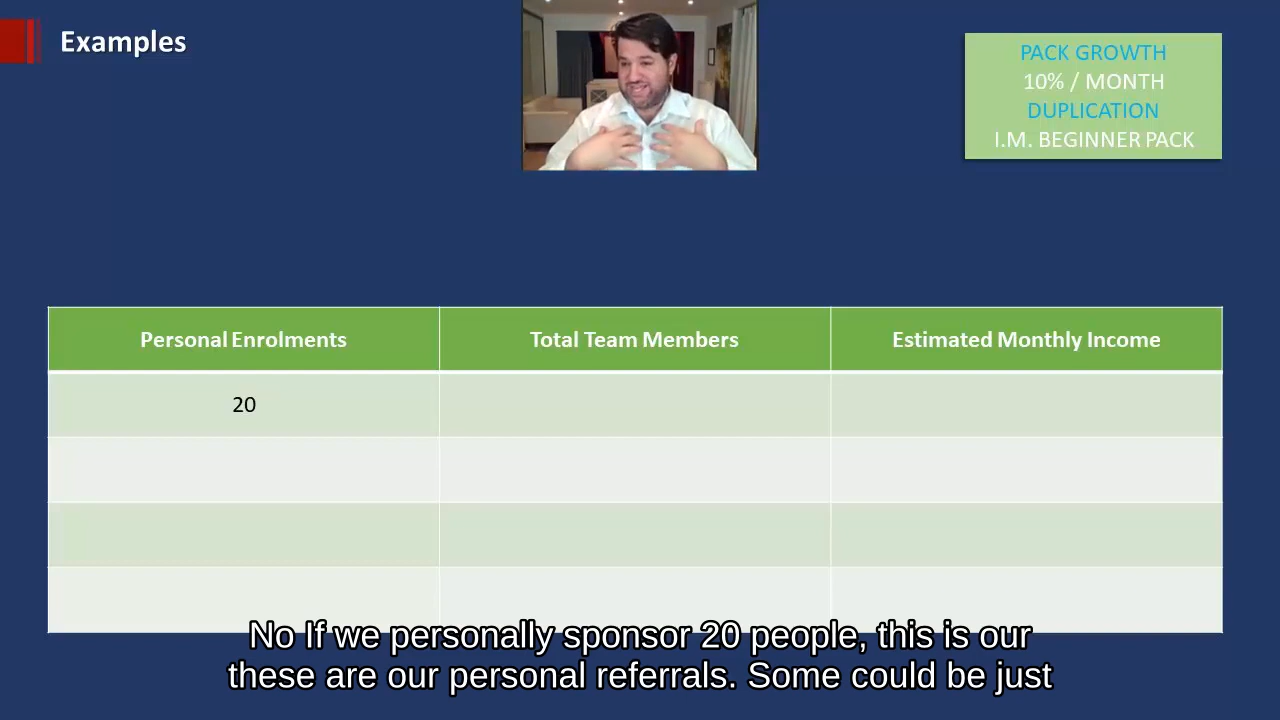 Examples
PACK GROWTH
10% / MONTH
DUPLICATION
I.M. BEGINNER PACK
Personal Enrolments
Total Team Members
Estimated Monthly Income
20
No If we personally sponsor 20 people, this is our
these are our personal referrals. Some could be just